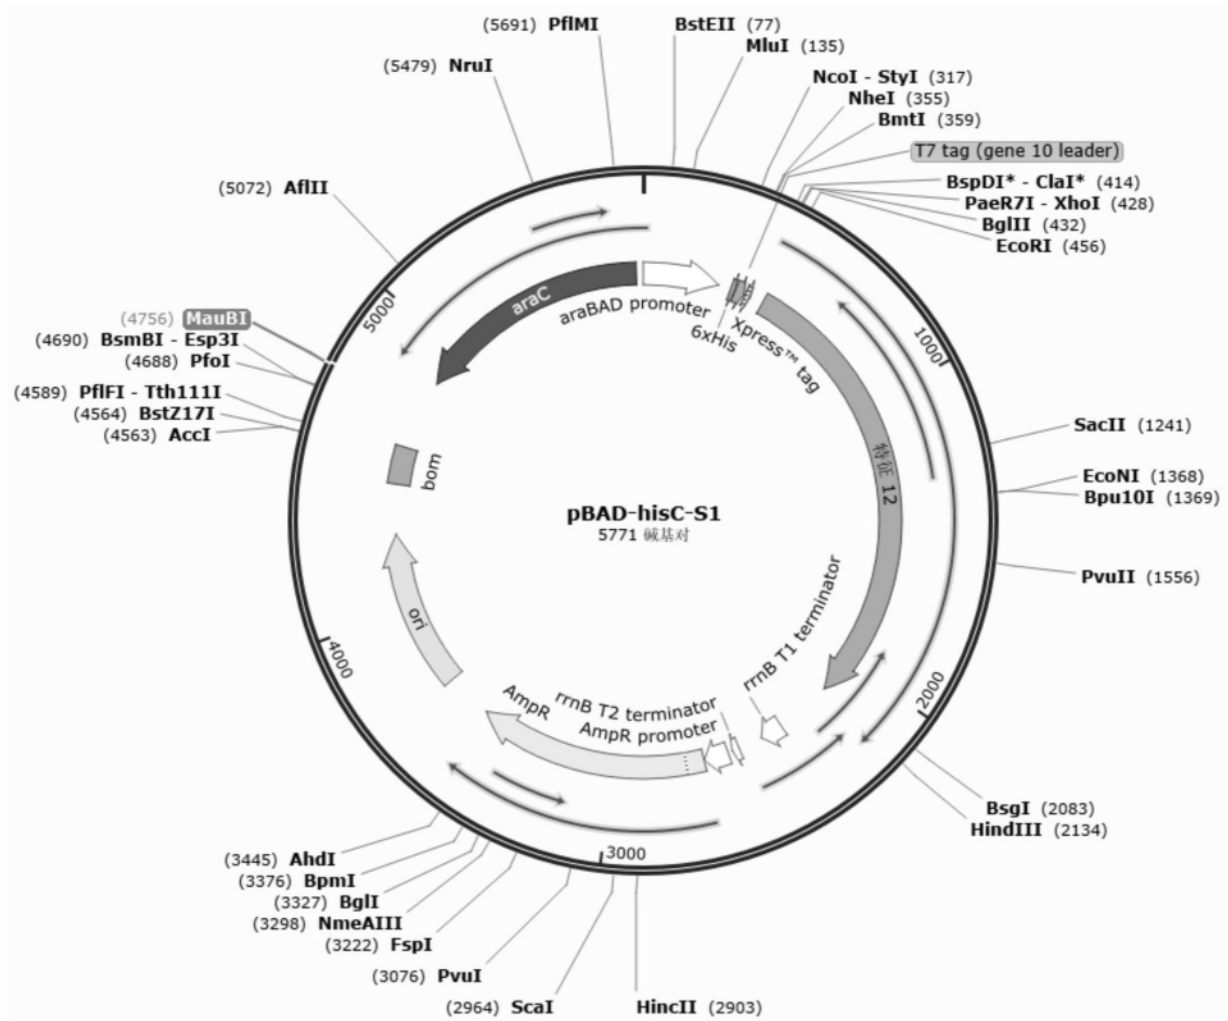 (5691) PflMI
BstEII (77)
MluI (135)
(5479) NruI
NcoI - StyI (317)
NheI (355)
BmtI (359)
T7 tag (gene 10 leader)
(5072) AflII
BspDI* - ClaI* (414)
PaeR7I - XhoI (428)
BglII (432)
EcoRI (456)
araC
araBAD promoter
6xHis
Xpress™ tag
5000
1000
(4756) MauBI
(4690) BsmBI - Esp3I
(4688) PfoI
(4589) PflFI - Tth111I
(4564) BstZ17I
(4563) AccI
SacII (1241)
bom
特征 12
EcoNI (1368)
Bpu10I (1369)
pBAD-hisC-S1
5771 碱基对
PvuII (1556)
ori
rrnB T1 terminator
4000
2000
rrnB T2 terminator
AmpR
AmpR promoter
BsgI (2083)
HindIII (2134)
3000
(3445) AhdI
(3376) BpmI
(3327) BglI
(3298) NmeAIII
(3222) FspI
(3076) PvuI
(2964) ScaI
HincII (2903)